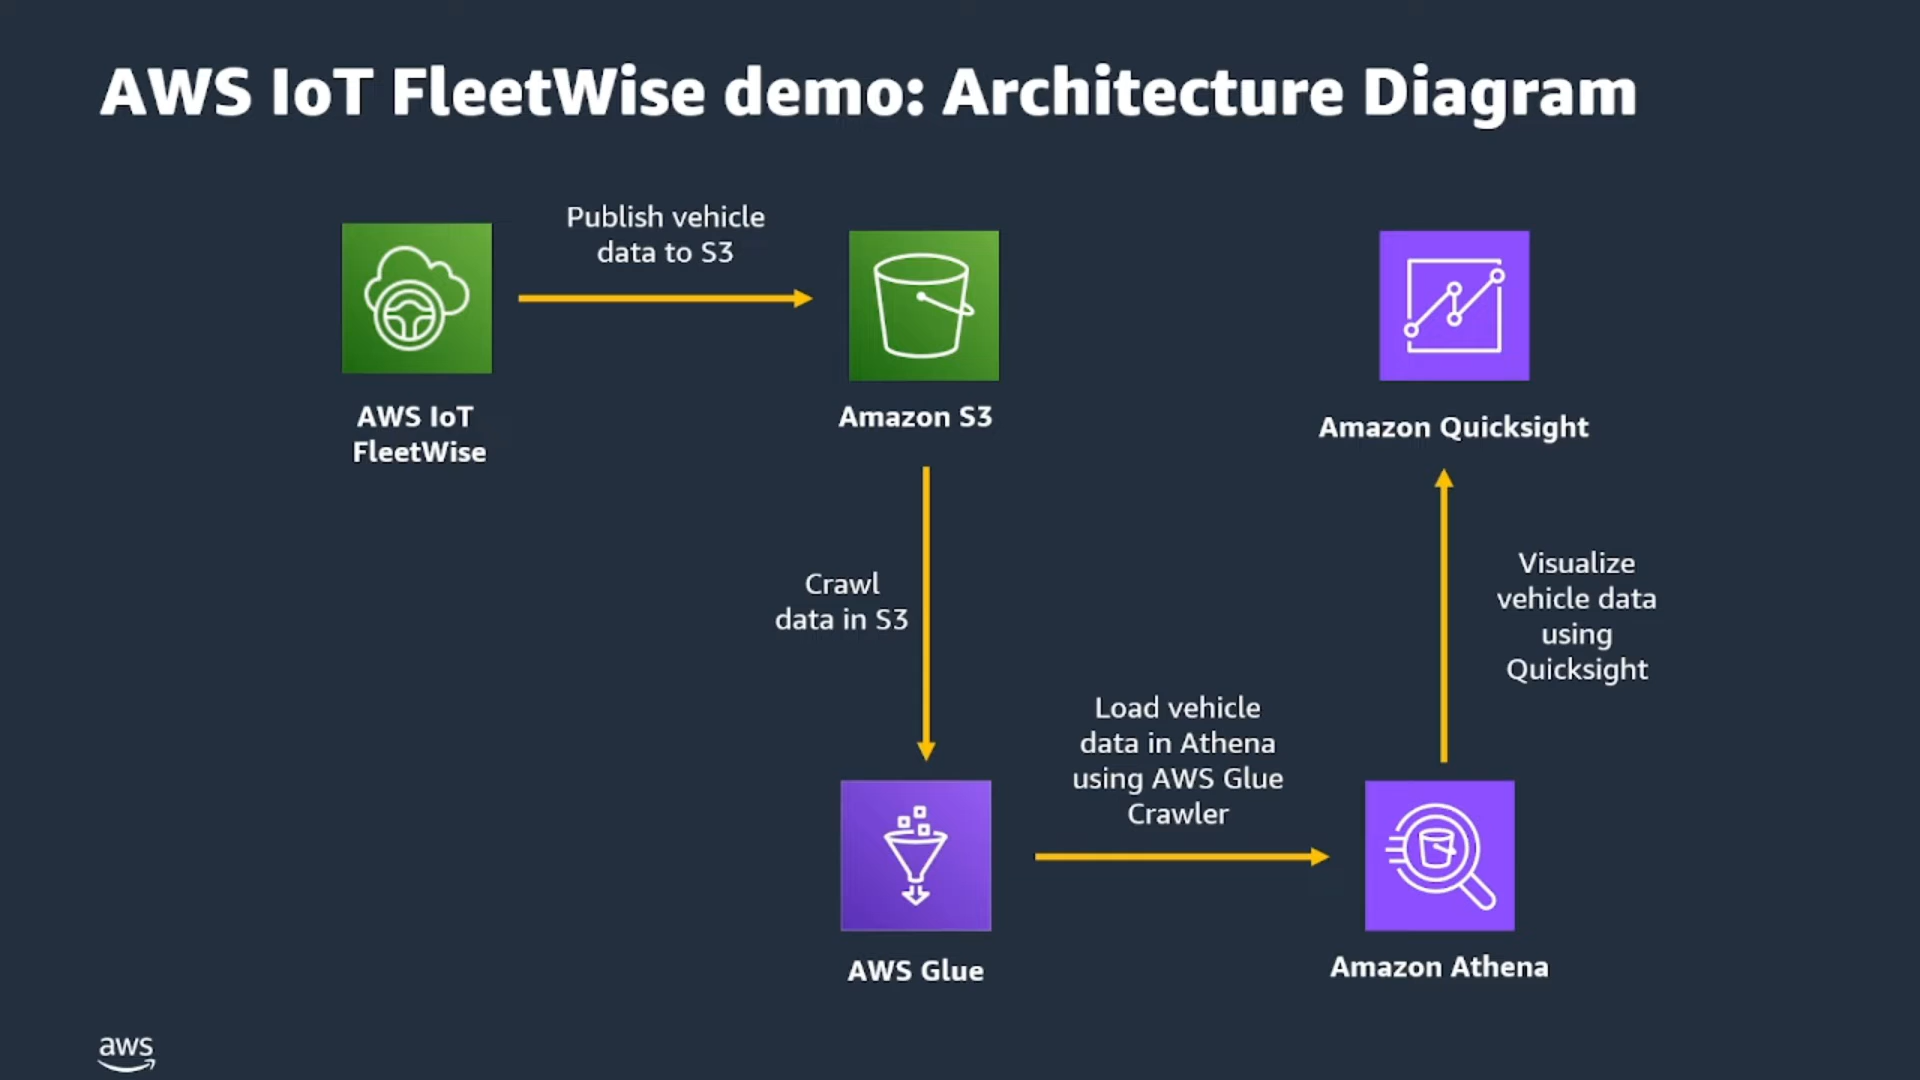 AWS IoT FleetWise demo: Architecture Diagram
Publish vehicle
data to S3
AWS IoT
FleetWise
Amazon S3
Amazon Quicksight
Crawl
data in S3
Visualize
vehicle data
using
Quicksight
Load vehicle
data in Athena
using AWS Glue
Crawler
AWS Glue
Amazon Athena
aws